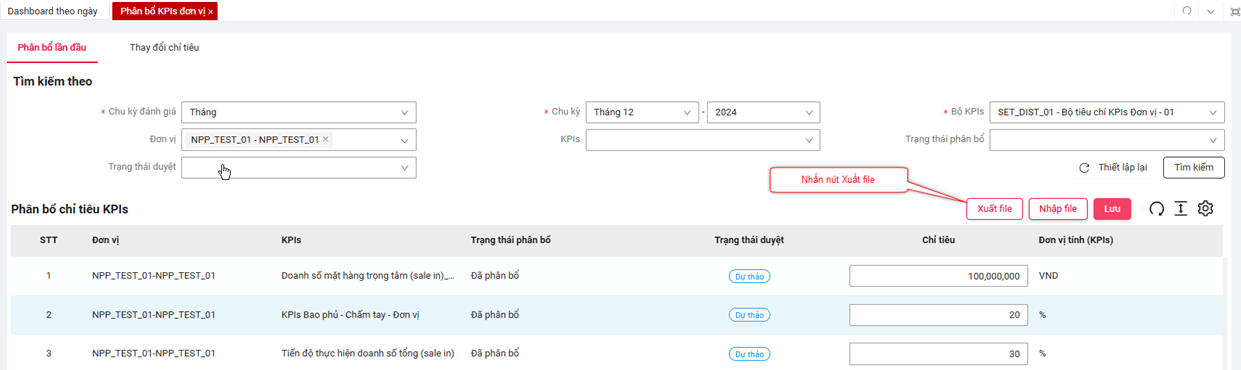 Dashboard theo ngày Phân bổ KPIs đơn vị ×
Phân bổ lần đầu Thay đổi chỉ tiêu
Tìm kiếm theo
* Chu kỳ đánh giá Tháng * Chu kỳ Tháng 12 - 2024 * Bộ KPIs SET_DIST_01 - Bộ tiêu chí KPIs Đơn vị - 01
Đơn vị NPP_TEST_01 - NPP_TEST_01 × KPIs Trạng thái phân bổ
Trạng thái duyệt Thiết lập lại Tìm kiếm
Nhấn nút Xuất file
Phân bổ chỉ tiêu KPIs Xuất file Nhập file Lưu
STT Đơn vị KPIs Trạng thái phân bổ Trạng thái duyệt Chỉ tiêu Đơn vị tính (KPIs)
1 NPP_TEST_01-NPP_TEST_01 Doanh số mặt hàng trọng tâm (sale in)_... Đã phân bổ Dự thảo 100,000,000 VND
2 NPP_TEST_01-NPP_TEST_01 KPIs Bao phủ - Chấm tay - Đơn vị Đã phân bổ Dự thảo 20 %
3 NPP_TEST_01-NPP_TEST_01 Tiến độ thực hiện doanh số tổng (sale in) Đã phân bổ Dự thảo 30 %